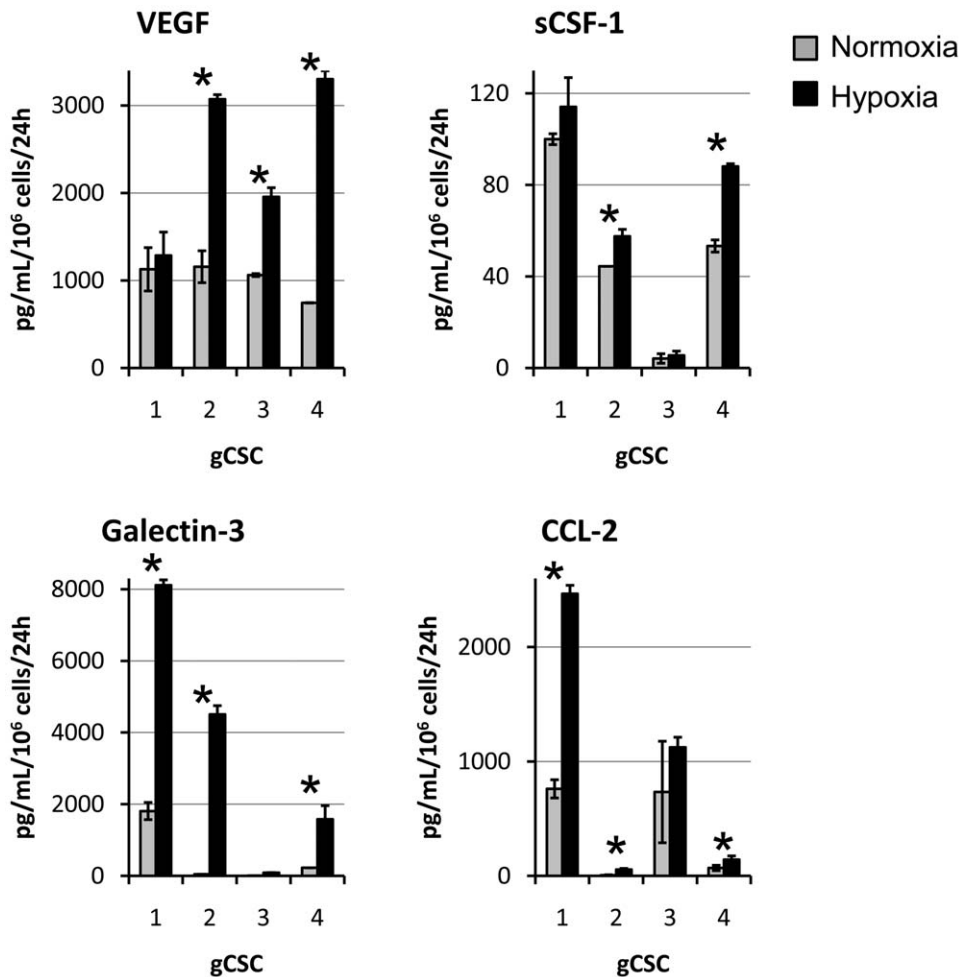 VEGF
pg/mL/10⁶ cells/24h
3000
2000
1000
0
*
*
*
1 2 3 4
gCSC
sCSF-1
pg/mL/10⁶ cells/24h
120
80
40
0
*
*
1 2 3 4
gCSC
Normoxia
Hypoxia
Galectin-3
pg/mL/10⁶ cells/24h
8000
6000
4000
2000
0
*
*
*
1 2 3 4
gCSC
CCL-2
pg/mL/10⁶ cells/24h
2000
1000
0
*
*
*
1 2 3 4
gCSC